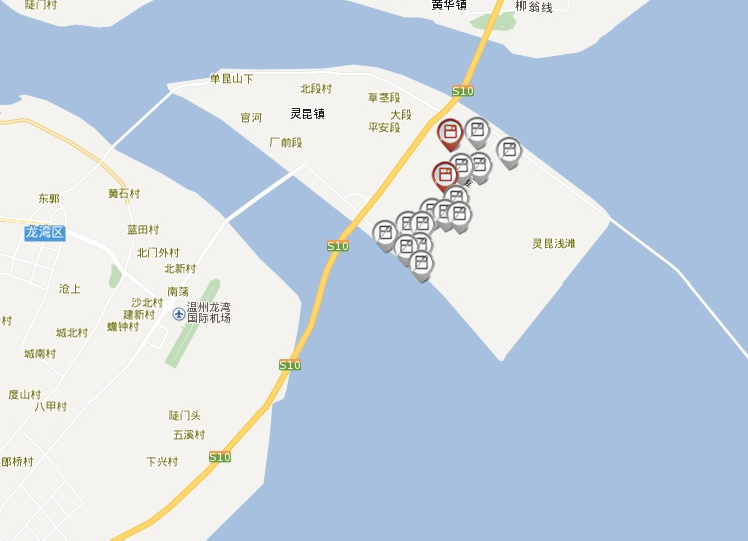 陡门村
黄华镇
柳翁线
单昆山下
北段村
S10
草茎段
官河
灵昆镇
大段
平安段
厂前段
东郭
黄石村
蓝田村
龙湾区
S10
灵昆浅滩
北门外村
北新村
沧上
南荡
沙北村
温州龙湾
国际机场
建新村
蟾钟村
城北村
村
城南村
S10
度山村
八甲村
陡门头
五溪村
郎桥村
下兴村
S10